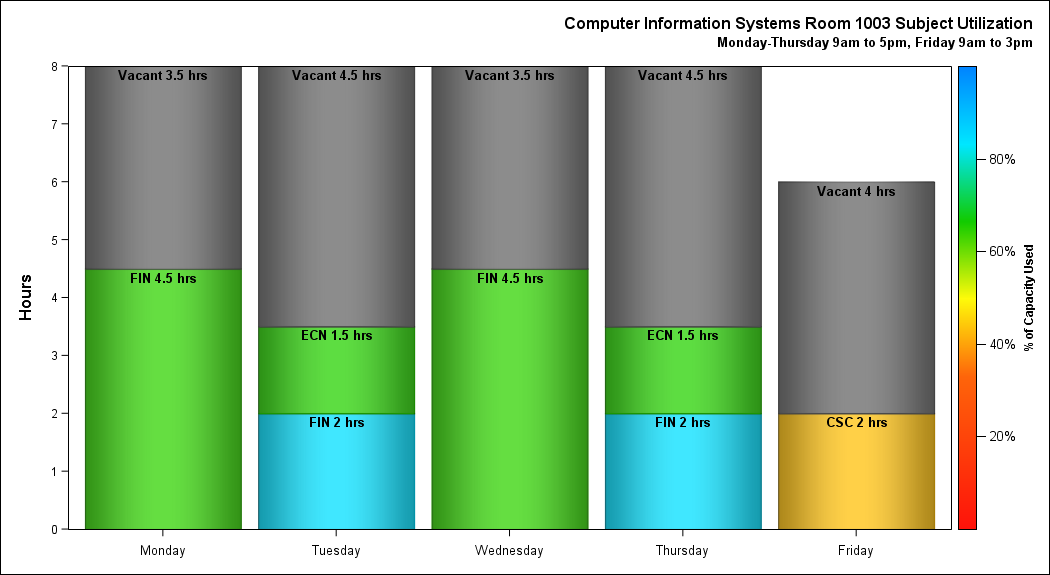 Computer Information Systems Room 1003 Subject Utilization
Monday-Thursday 9am to 5pm, Friday 9am to 3pm
Hours
8
7
6
5
4
3
2
1
0
Vacant 3.5 hrs
FIN 4.5 hrs
Vacant 4.5 hrs
ECN 1.5 hrs
FIN 2 hrs
Vacant 3.5 hrs
FIN 4.5 hrs
Vacant 4.5 hrs
ECN 1.5 hrs
FIN 2 hrs
Vacant 4 hrs
CSC 2 hrs
Monday
Tuesday
Wednesday
Thursday
Friday
80%
60%
40%
20%
% of Capacity Used